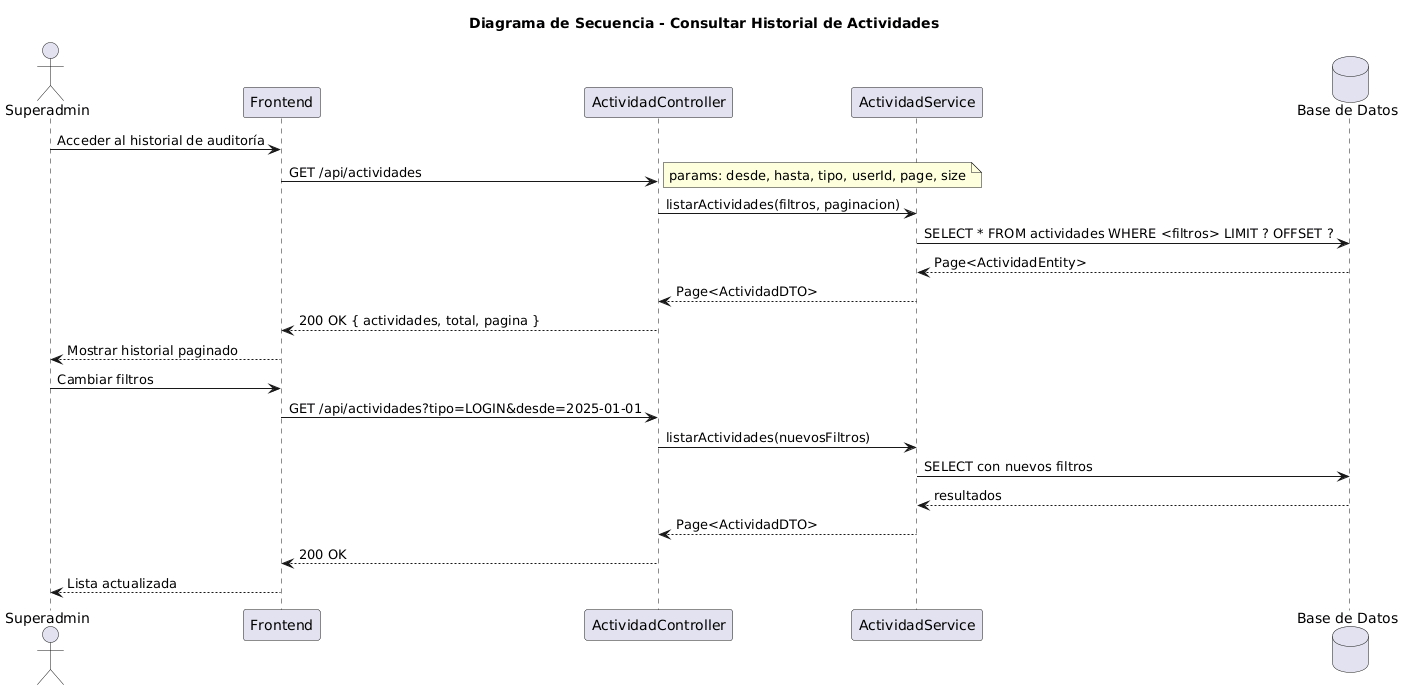 Diagrama de Secuencia - Consultar Historial de Actividades
Superadmin
Frontend
ActividadController
ActividadService
Base de Datos
Acceder al historial de auditoría
GET /api/actividades
params: desde, hasta, tipo, userId, page, size
listarActividades(filtros, paginacion)
SELECT * FROM actividades WHERE <filtros> LIMIT ? OFFSET ?
Page<ActividadEntity>
Page<ActividadDTO>
200 OK { actividades, total, pagina }
Mostrar historial paginado
Cambiar filtros
GET /api/actividades?tipo=LOGIN&desde=2025-01-01
listarActividades(nuevosFiltros)
SELECT con nuevos filtros
resultados
Page<ActividadDTO>
200 OK
Lista actualizada
Superadmin
Frontend
ActividadController
ActividadService
Base de Datos